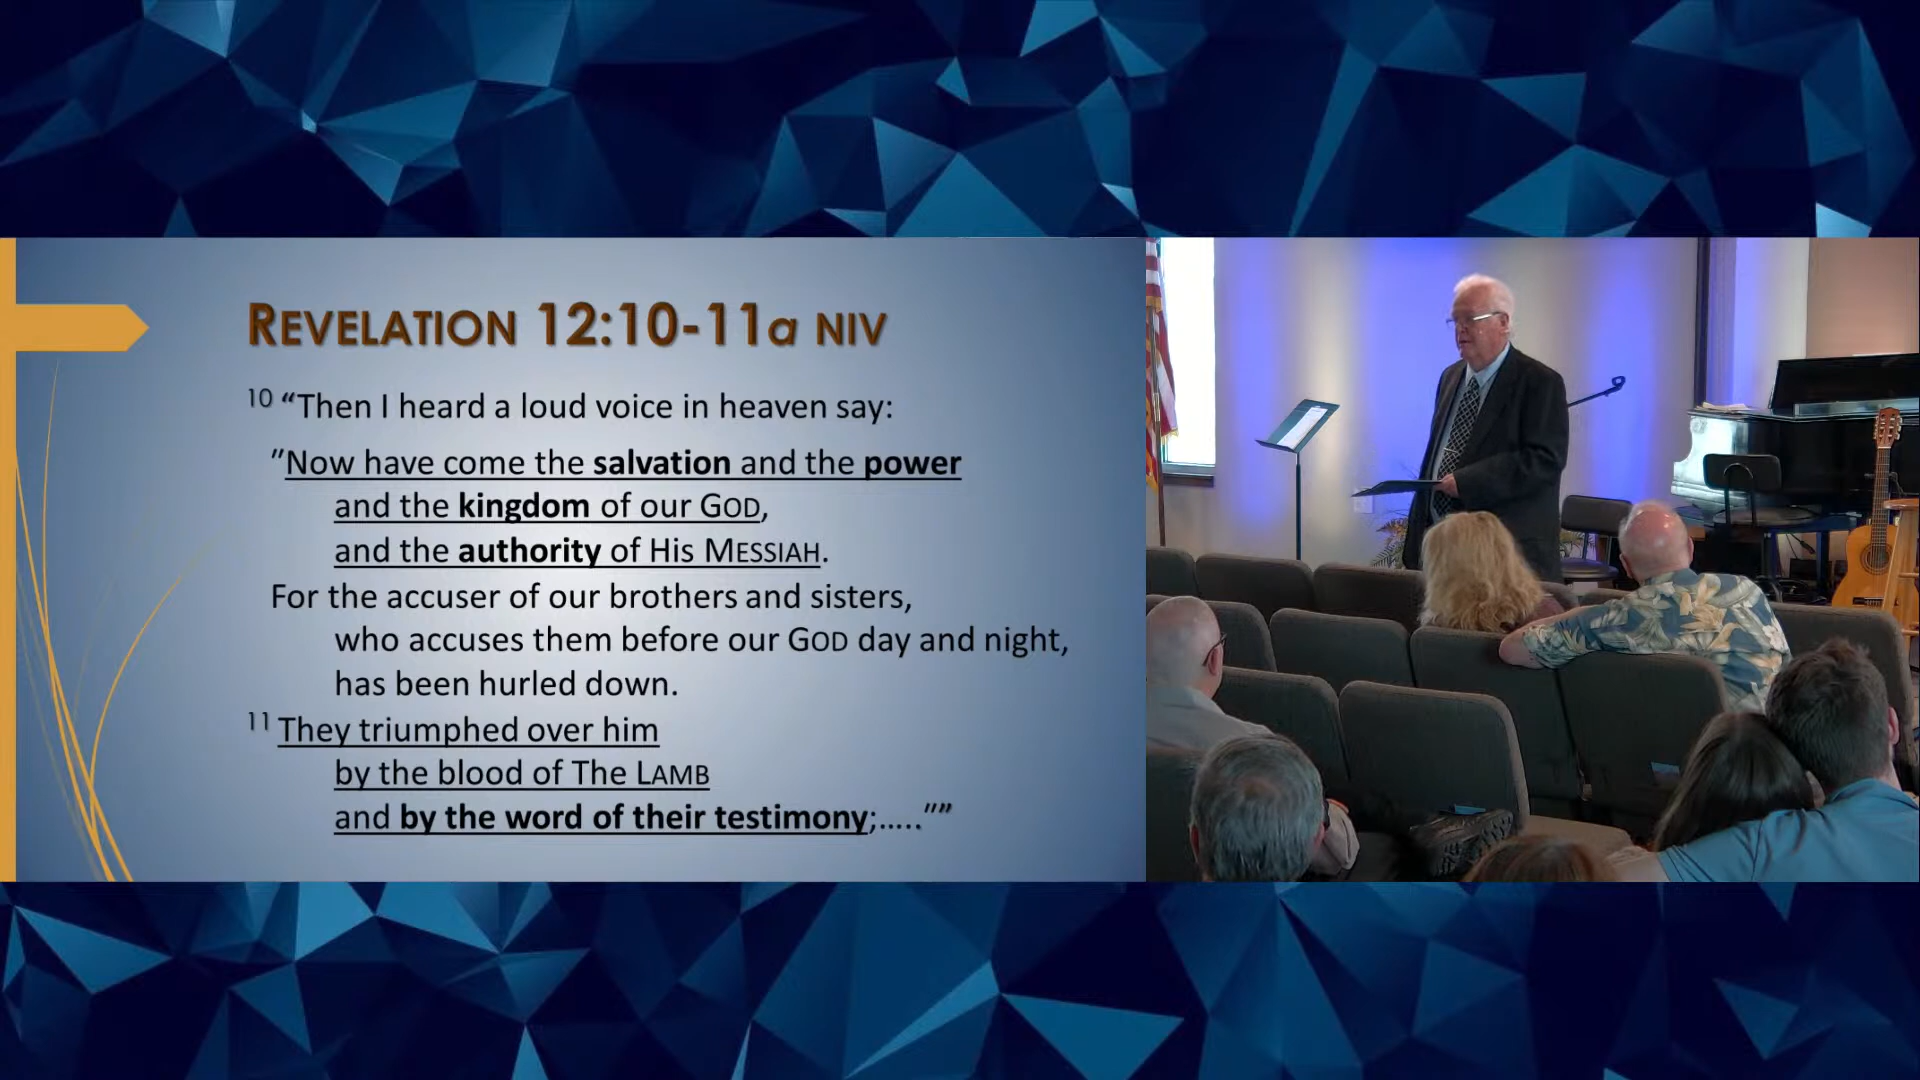 REVELATION 12:10-11a NIV
10 “Then I heard a loud voice in heaven say:
"Now have come the salvation and the power
and the kingdom of our GOD,
and the authority of His MESSIAH.
For the accuser of our brothers and sisters,
who accuses them before our GOD day and night,
has been hurled down.
11 They triumphed over him
by the blood of The LAMB
and by the word of their testimony;....."”